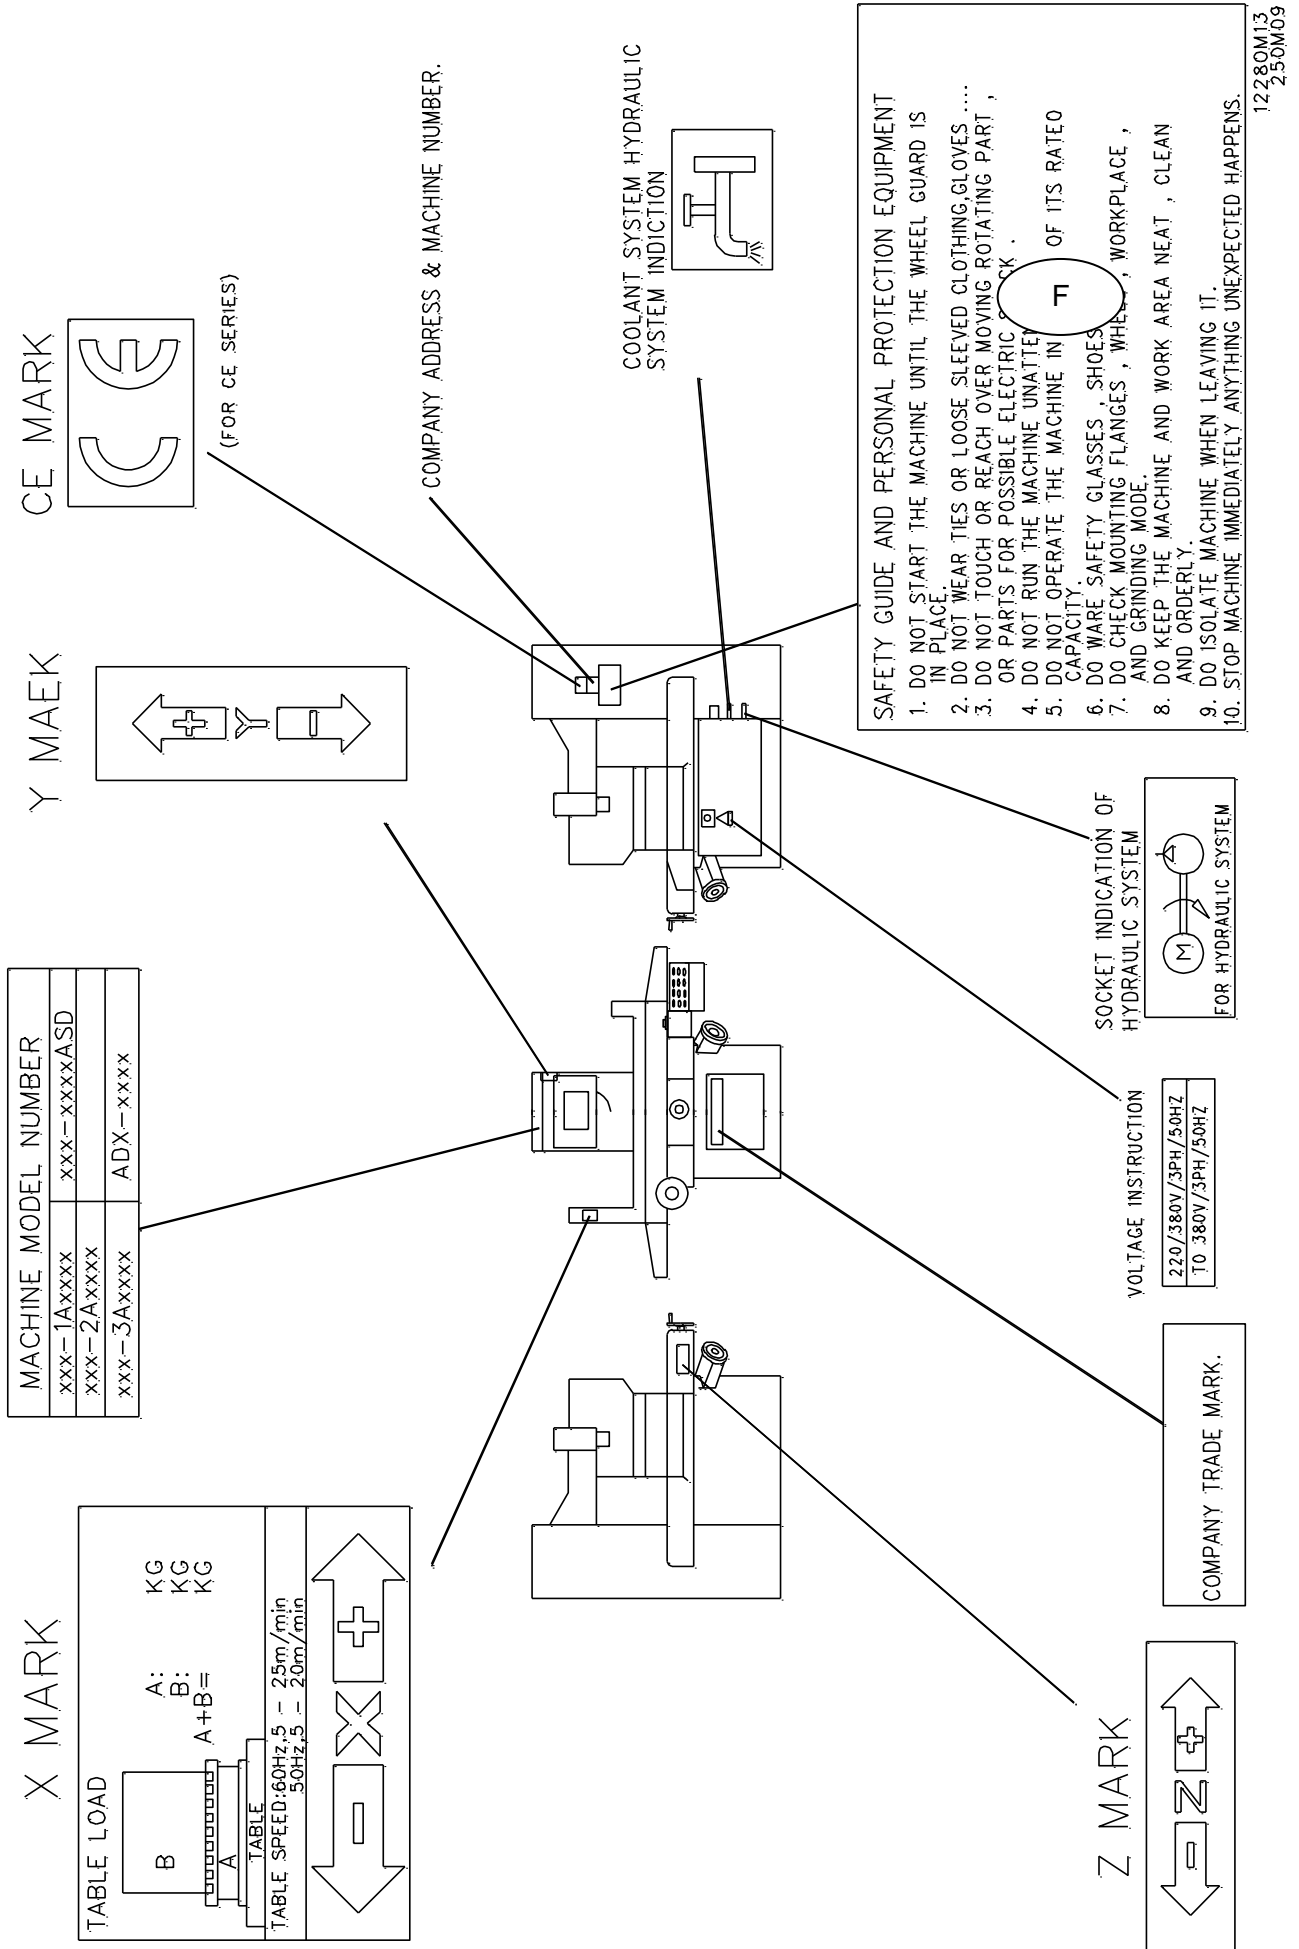 X MARK
TABLE LOAD
B
A
TABLE
A: KG
B: KG
A+B= KG
TABLE SPEED:60Hz,5 - 25m/min
50Hz,5 - 20m/min
- X +
MACHINE MODEL NUMBER
xxx-1Axxxx xxx-xxxxASD
xxx-2Axxxx
xxx-3Axxxx ADX-xxxx
Y MAEK
- Y +
CE MARK
CE
(FOR CE SERIES)
COMPANY ADDRESS & MACHINE NUMBER.
COOLANT SYSTEM HYDRAULIC
SYSTEM INDICTION
Z MARK
- Z +
COMPANY TRADE MARK.
VOLTAGE INSTRUCTION
220/380V/3PH/50HZ
TO 380V/3PH/50HZ
SOCKET INDICATION OF
HYDRAULIC SYSTEM
M
FOR HYDRAULIC SYSTEM
SAFETY GUIDE AND PERSONAL PROTECTION EQUIPMENT
1. DO NOT START THE MACHINE UNTIL THE WHEEL GUARD IS
IN PLACE.
2. DO NOT WEAR TIES OR LOOSE SLEEVED CLOTHING,GLOVES ....
3. DO NOT TOUCH OR REACH OVER MOVING ROTATING PART ,
OR PARTS FOR POSSIBLE ELECTRIC .
4. DO NOT RUN THE MACHINE
5. DO NOT OPERATE THE MACHINE IN OF ITS RATEO
CAPACITY.
6. DO WARE SAFETY GLASSES , SHOES
7. DO CHECK MOUNTING FLANGES , , WORKPLACE ,
AND GRINDING MODE.
8. DO KEEP THE MACHINE AND WORK AREA NEAT , CLEAN
AND ORDERLY.
9. DO ISOLATE MACHINE WHEN LEAVING IT.
10. STOP MACHINE IMMEDIATELY ANYTHING UNEXPECTED HAPPENS.
F
12280M13
250M09